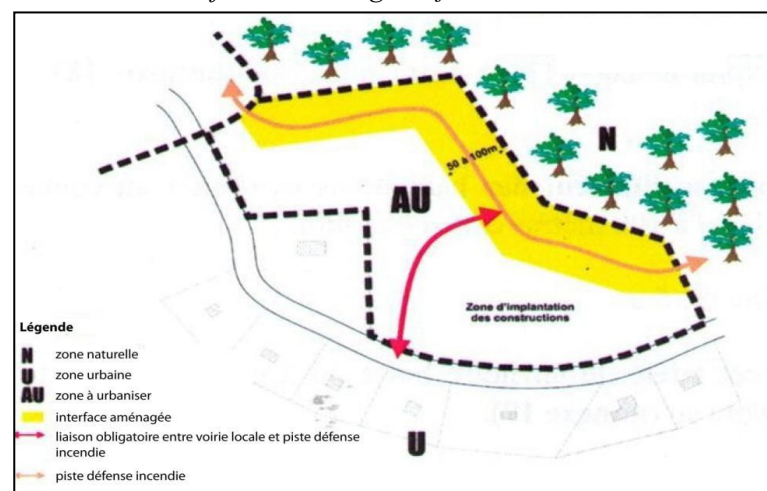 N
50 à 100m
AU
Zone d'implantation
des constructions
Légende
N zone naturelle
U zone urbaine
AU zone à urbaniser
interface aménagée
liaison obligatoire entre voirie locale et piste défense
incendie
piste défense incendie
U